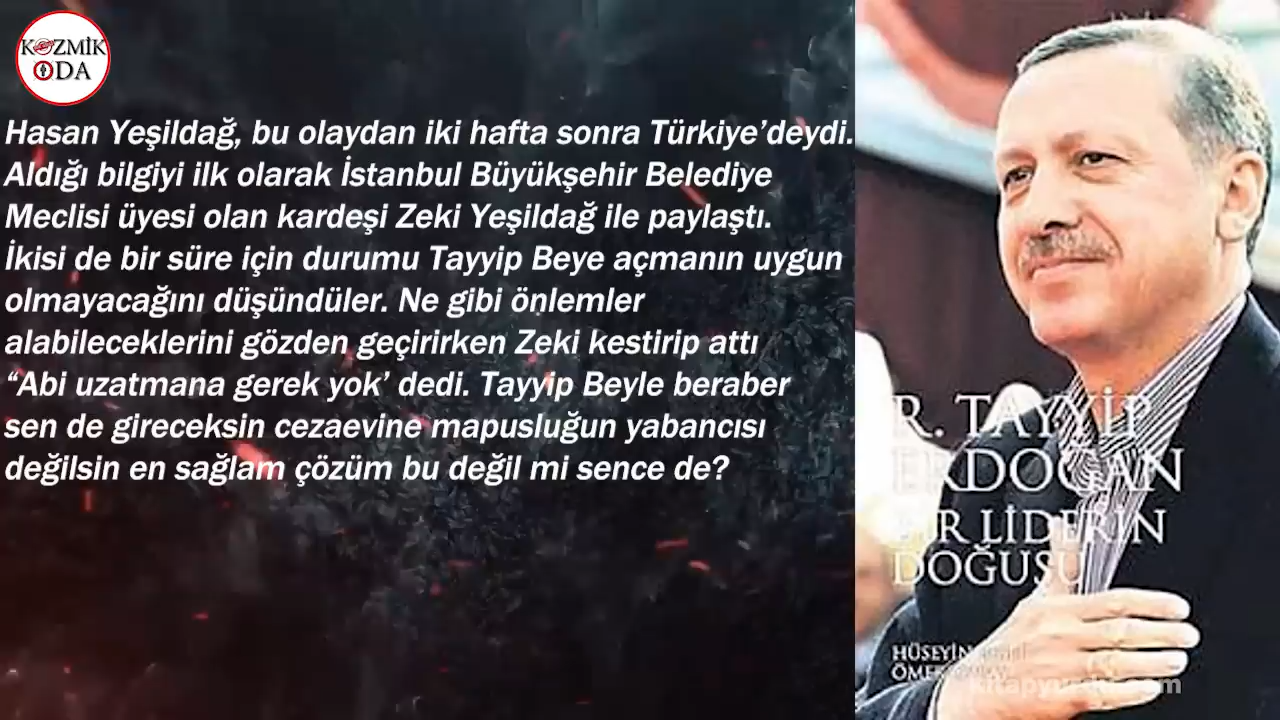 KOZMİK
ODA
Hasan Yeşildağ, bu olaydan iki hafta sonra Türkiye’deydi.
Aldığı bilgiyi ilk olarak İstanbul Büyükşehir Belediye
Meclisi üyesi olan kardeşi Zeki Yeşildağ ile paylaştı.
İkisi de bir süre için durumu Tayyip Beye açmanın uygun
olmayacağını düşündüler. Ne gibi önlemler
alabileceklerini gözden geçirirken Zeki kestirip attı
“Abi uzatmana gerek yok’ dedi. Tayyip Beyle beraber
sen de gireceksin cezaevine mapusluğun yabancısı
değilsin en sağlam çözüm bu değil mi sence de?
R. TAYYİP
ERDOĞAN
BİR LİDERİN
DOĞUŞU
HÜSEYİN
ÖMER